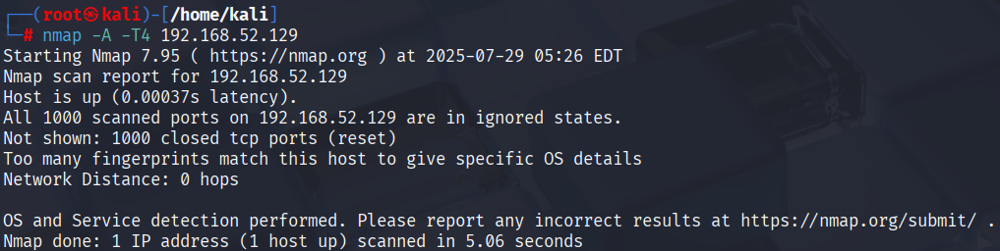 ┌──(root㉿kali)-[/home/kali]
└─# nmap -A -T4 192.168.52.129
Starting Nmap 7.95 ( https://nmap.org ) at 2025-07-29 05:26 EDT
Nmap scan report for 192.168.52.129
Host is up (0.00037s latency).
All 1000 scanned ports on 192.168.52.129 are in ignored states.
Not shown: 1000 closed tcp ports (reset)
Too many fingerprints match this host to give specific OS details
Network Distance: 0 hops
OS and Service detection performed. Please report any incorrect results at https://nmap.org/submit/ .
Nmap done: 1 IP address (1 host up) scanned in 5.06 seconds